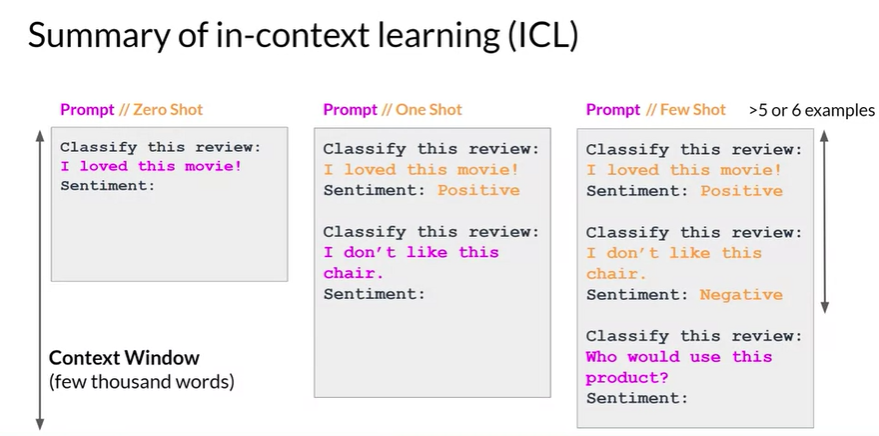 Summary of in-context learning (ICL)
Prompt // Zero Shot
Classify this review:
I loved this movie!
Sentiment:
Context Window
(few thousand words)
Prompt // One Shot
Classify this review:
I loved this movie!
Sentiment: Positive
Classify this review:
I don't like this
chair.
Sentiment:
Prompt // Few Shot
>5 or 6 examples
Classify this review:
I loved this movie!
Sentiment: Positive
Classify this review:
I don't like this
chair.
Sentiment: Negative
Classify this review:
Who would use this
product?
Sentiment: